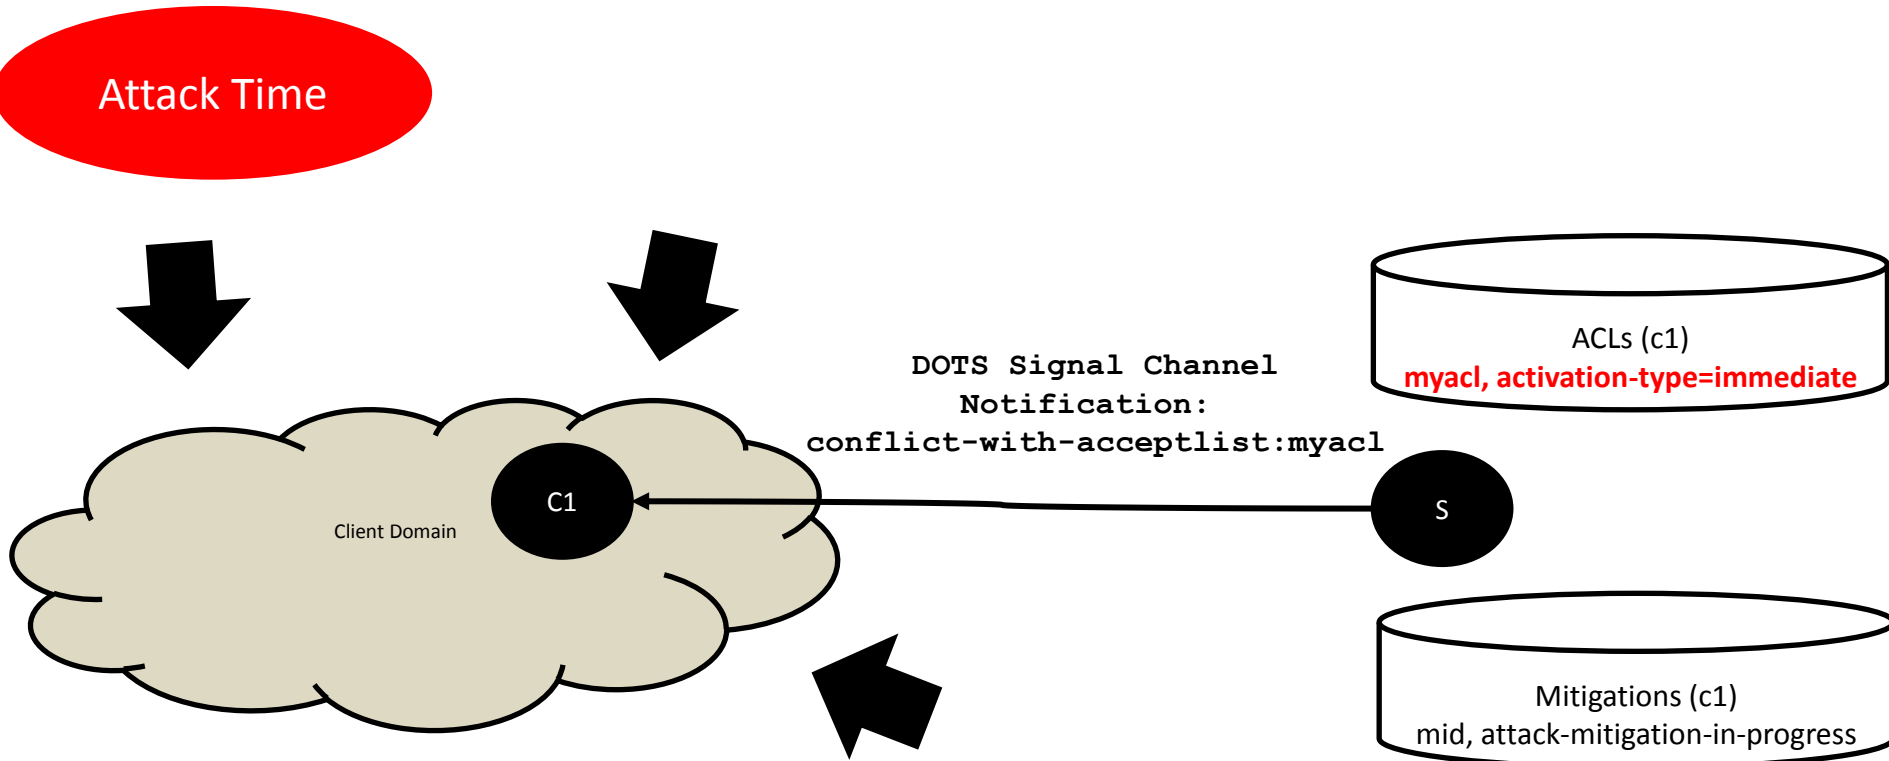 Attack Time
DOTS Signal Channel
Notification:
conflict-with-acceptlist:myacl
ACLs (c1)
myacl, activation-type=immediate
C1
Client Domain
S
Mitigations (c1)
mid, attack-mitigation-in-progress